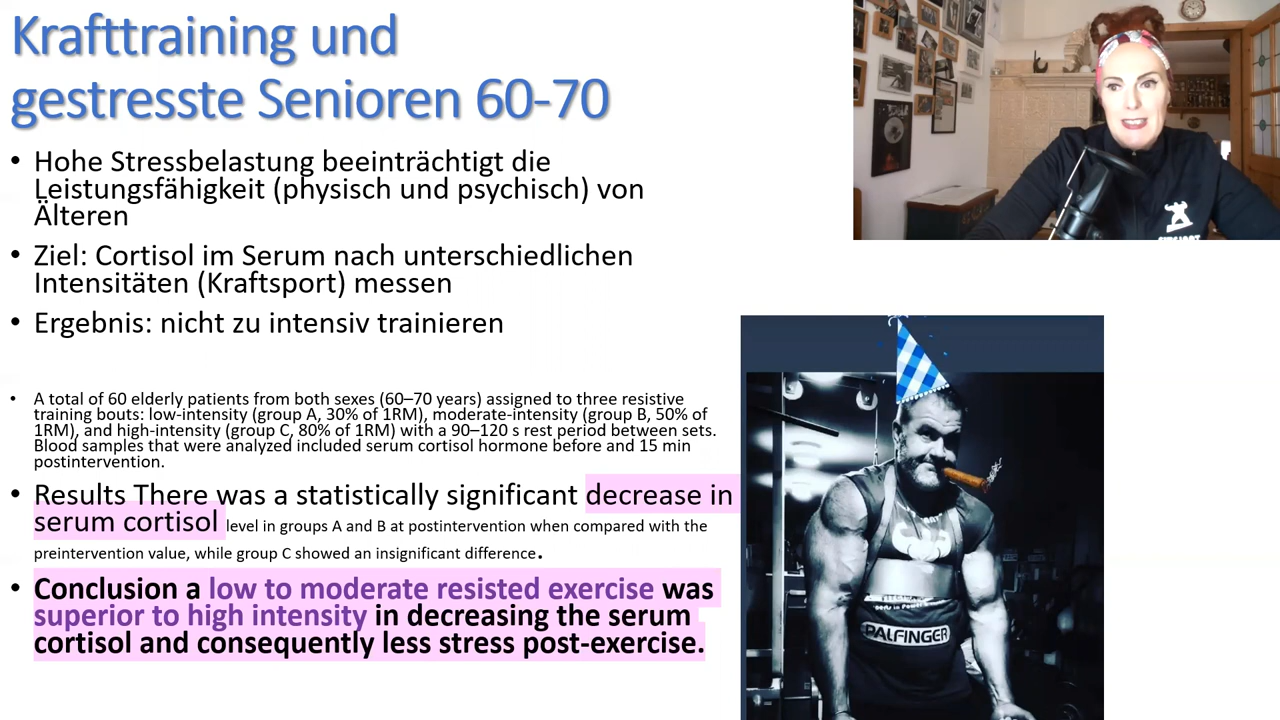 Krafttraining und
gestresste Senioren 60-70
• Hohe Stressbelastung beeinträchtigt die
Leistungsfähigkeit (physisch und psychisch) von
Älteren
• Ziel: Cortisol im Serum nach unterschiedlichen
Intensitäten (Kraftsport) messen
• Ergebnis: nicht zu intensiv trainieren
• A total of 60 elderly patients from both sexes (60–70 years) assigned to three resistive
training bouts: low-intensity (group A, 30% of 1RM), moderate-intensity (group B, 50% of
1RM), and high-intensity (group C, 80% of 1RM) with a 90–120 s rest period between sets.
Blood samples that were analyzed included serum cortisol hormone before and 15 min
postintervention.
• Results There was a statistically significant decrease in
serum cortisol level in groups A and B at postintervention when compared with the
preintervention value, while group C showed an insignificant difference.
• Conclusion a low to moderate resisted exercise was
superior to high intensity in decreasing the serum
cortisol and consequently less stress post-exercise.
PALFINGER